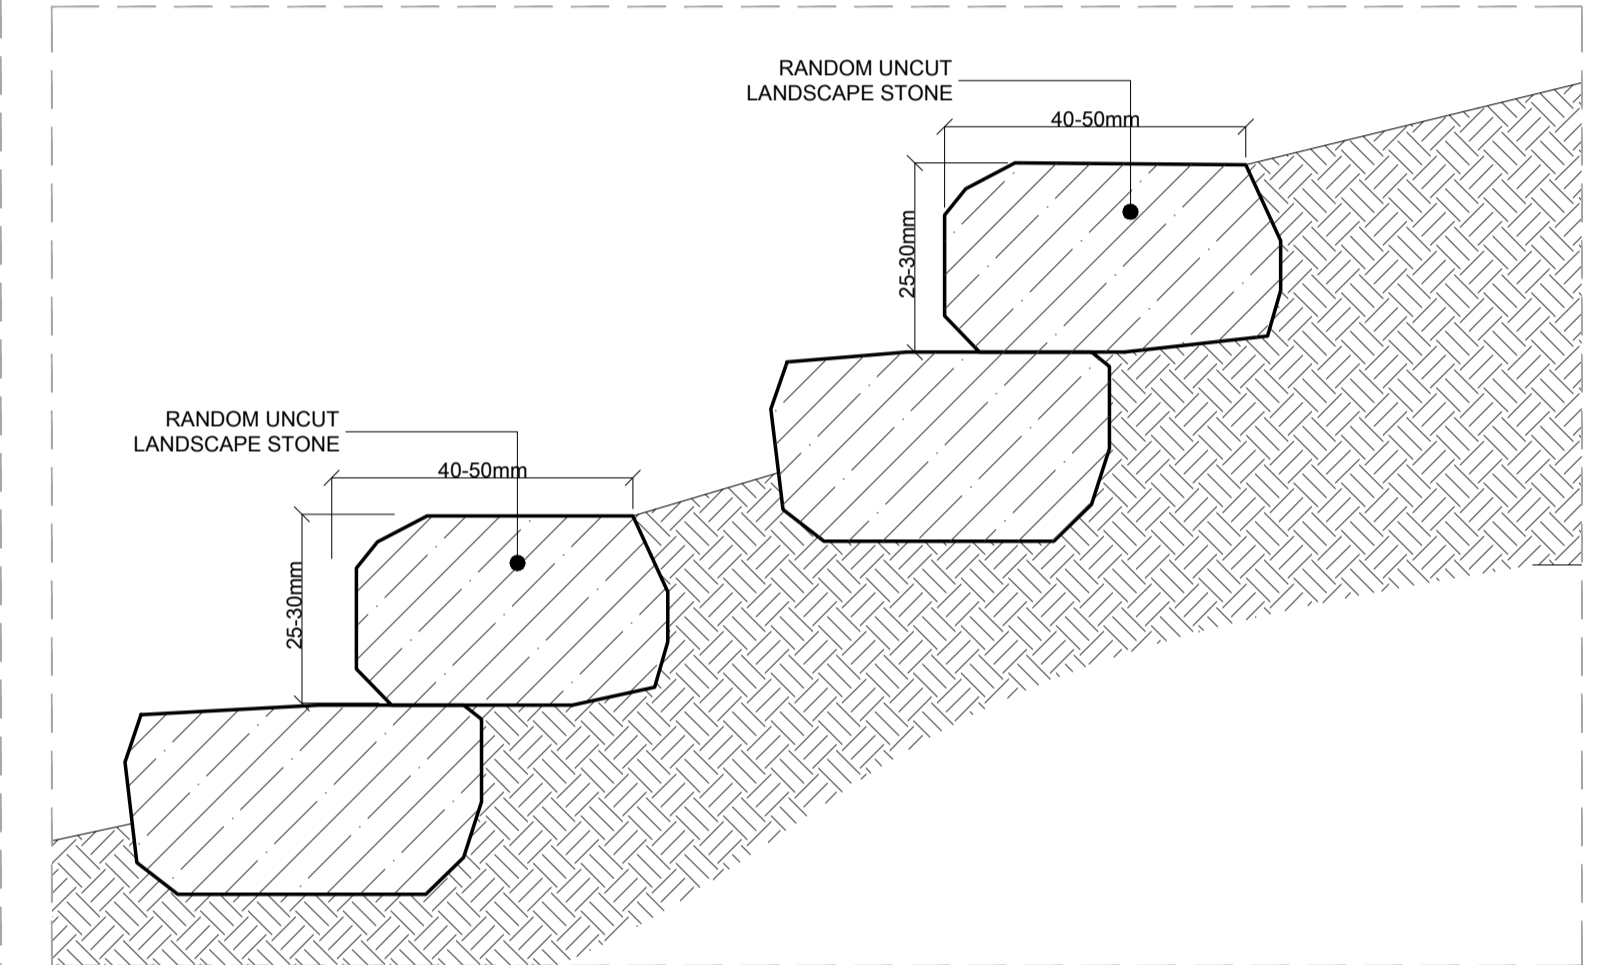 RANDOM UNCUT
LANDSCAPE STONE
40-50mm
25-30mm
RANDOM UNCUT
LANDSCAPE STONE
40-50mm
25-30mm